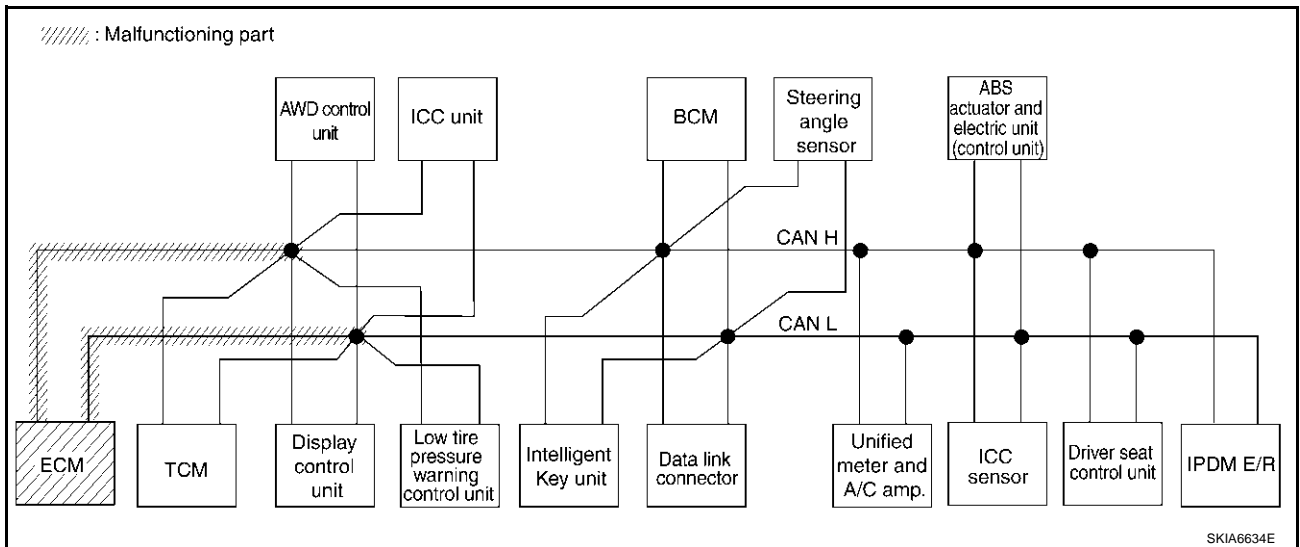 : Malfunctioning part
AWD control
unit
ICC unit
BCM
Steering
angle
sensor
ABS
actuator and
electric unit
(control unit)
CAN H
CAN L
ECM
TCM
Display
control
unit
Low tire
pressure
warning
control unit
Intelligent
Key unit
Data link
connector
Unified
meter and
A/C amp.
ICC
sensor
Driver seat
control unit
IPDM E/R
SKIA6634E